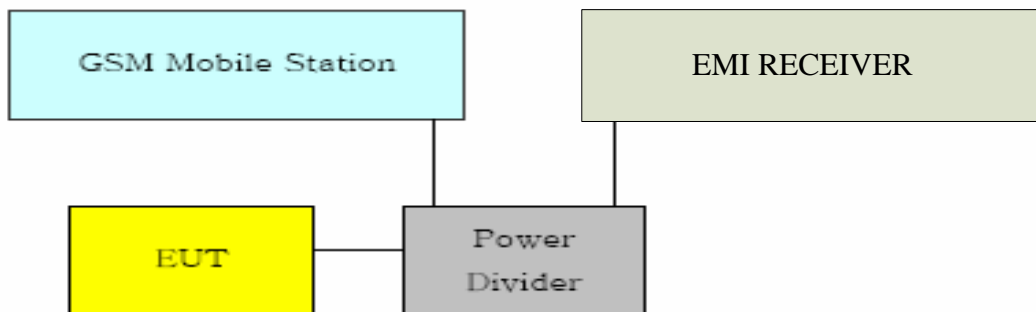 GSM Mobile Station
EMI RECEIVER
EUT
Power
Divider